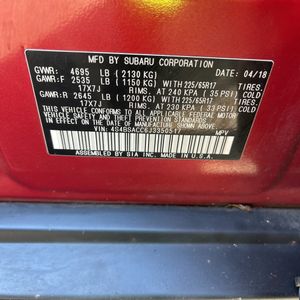 MFD. BY SUBARU CORPORATION DATE: 04/18
GVWR: 4695 LB (2130 KG)
GAWR:F 2535 LB (1150 KG) WITH 225/65R17 TIRES,
17X7J RIMS, AT 240 KPA ( 35 PSI) COLD.
GAWR:R 2645 LB (1200 KG) WITH 225/65R17 TIRES,
17X7J RIMS, AT 230 KPA ( 33 PSI) COLD.
THIS VEHICLE CONFORMS TO ALL APPLICABLE
FEDERAL MOTOR VEHICLE SAFETY AND
BUMPER STANDARDS IN EFFECT ON THE DATE
OF MANUFACTURE SHOWN ABOVE.
VIN: 4S4BSACC6J3350517 MPV
ASSEMBLED BY SIA INC. MADE IN U.S.A.